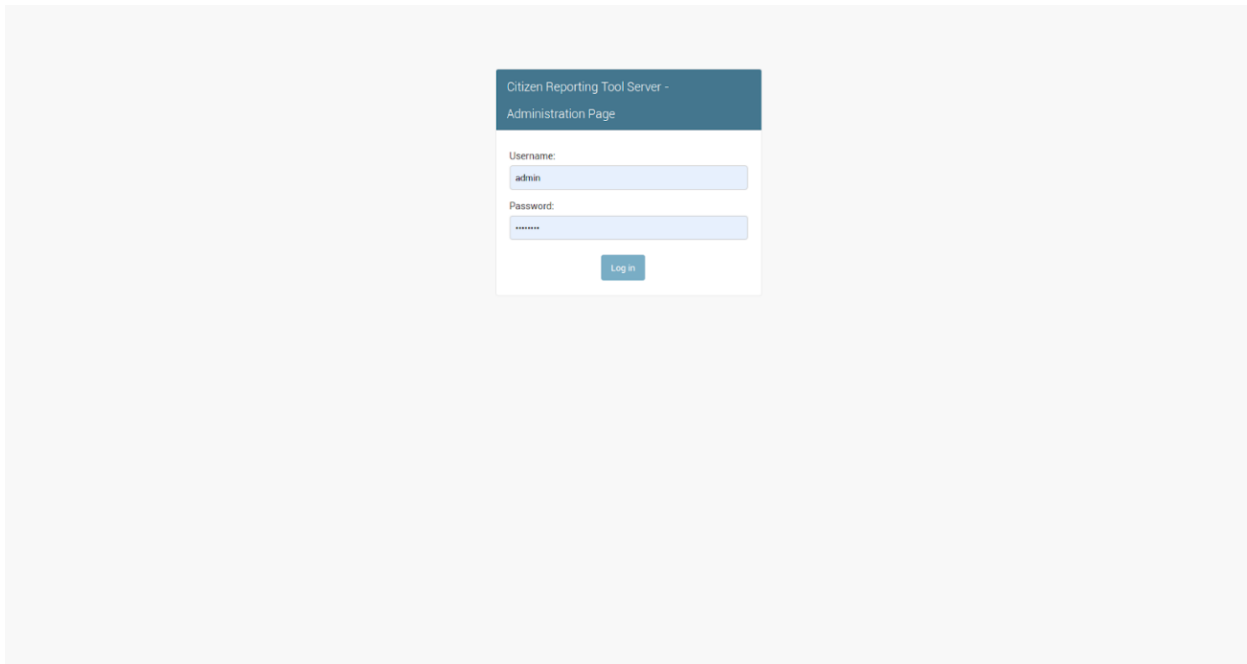 Citizen Reporting Tool Server -
Administration Page
Username:
admin
Password:
••••••••
Log in